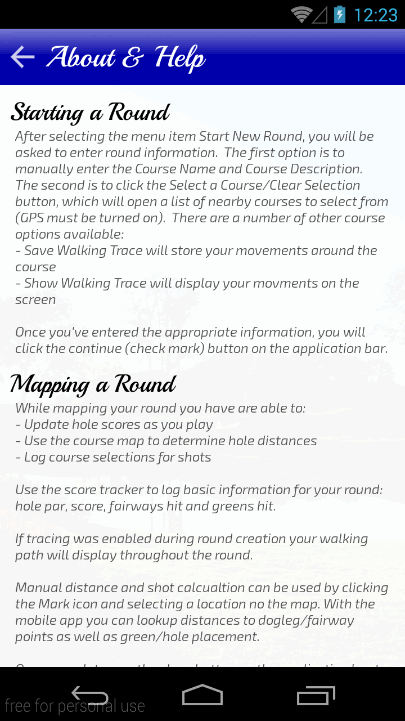 12:23
About & Help
Starting a Round
After selecting the menu item Start New Round, you will be
asked to enter round information. The first option is to
manually enter the Course Name and Course Description.
The second is to click the Select a Course/Clear Selection
button, which will open a list of nearby courses to select from
(GPS must be turned on). There are a number of other course
options available:
- Save Walking Trace will store your movements around the
course
- Show Walking Trace will display your movments on the
screen
Once you've entered the appropriate information, you will
click the continue (check mark) button on the application bar.
Mapping a Round
While mapping your round you have are able to:
- Update hole scores as you play
- Use the course map to determine hole distances
- Log course selections for shots
Use the score tracker to log basic information for your round:
hole par, score, fairways hit and greens hit.
If tracing was enabled during round creation your walking
path will display throughout the round.
Manual distance and shot calcualtion can be used by clicking
the Mark icon and selecting a location no the map. With the
mobile app you can lookup distances to dogleg/fairway
points as well as green/hole placement.
free for personal use